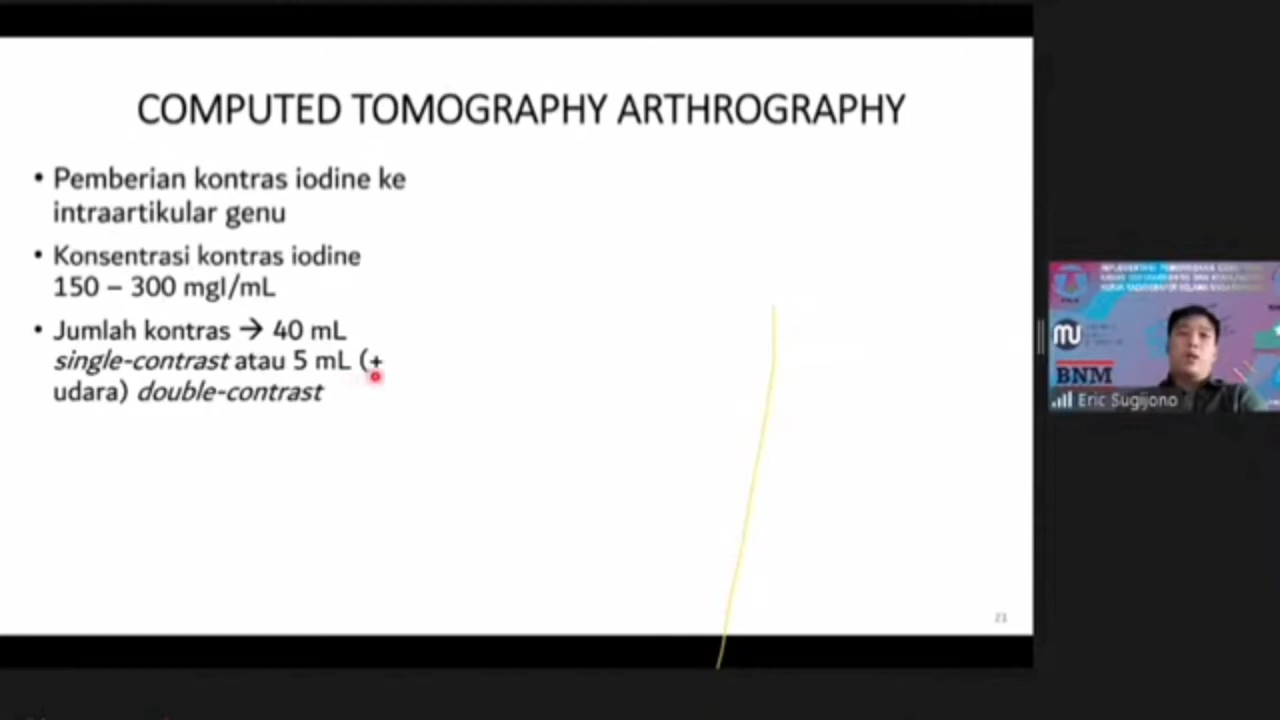 COMPUTED TOMOGRAPHY ARTHROGRAPHY
• Pemberian kontras iodine ke
intraartikular genu
• Konsentrasi kontras iodine
150 – 300 mgI/mL
• Jumlah kontras → 40 mL
single-contrast atau 5 mL (+
udara) double-contrast
21
BNM
Eric Sugijono